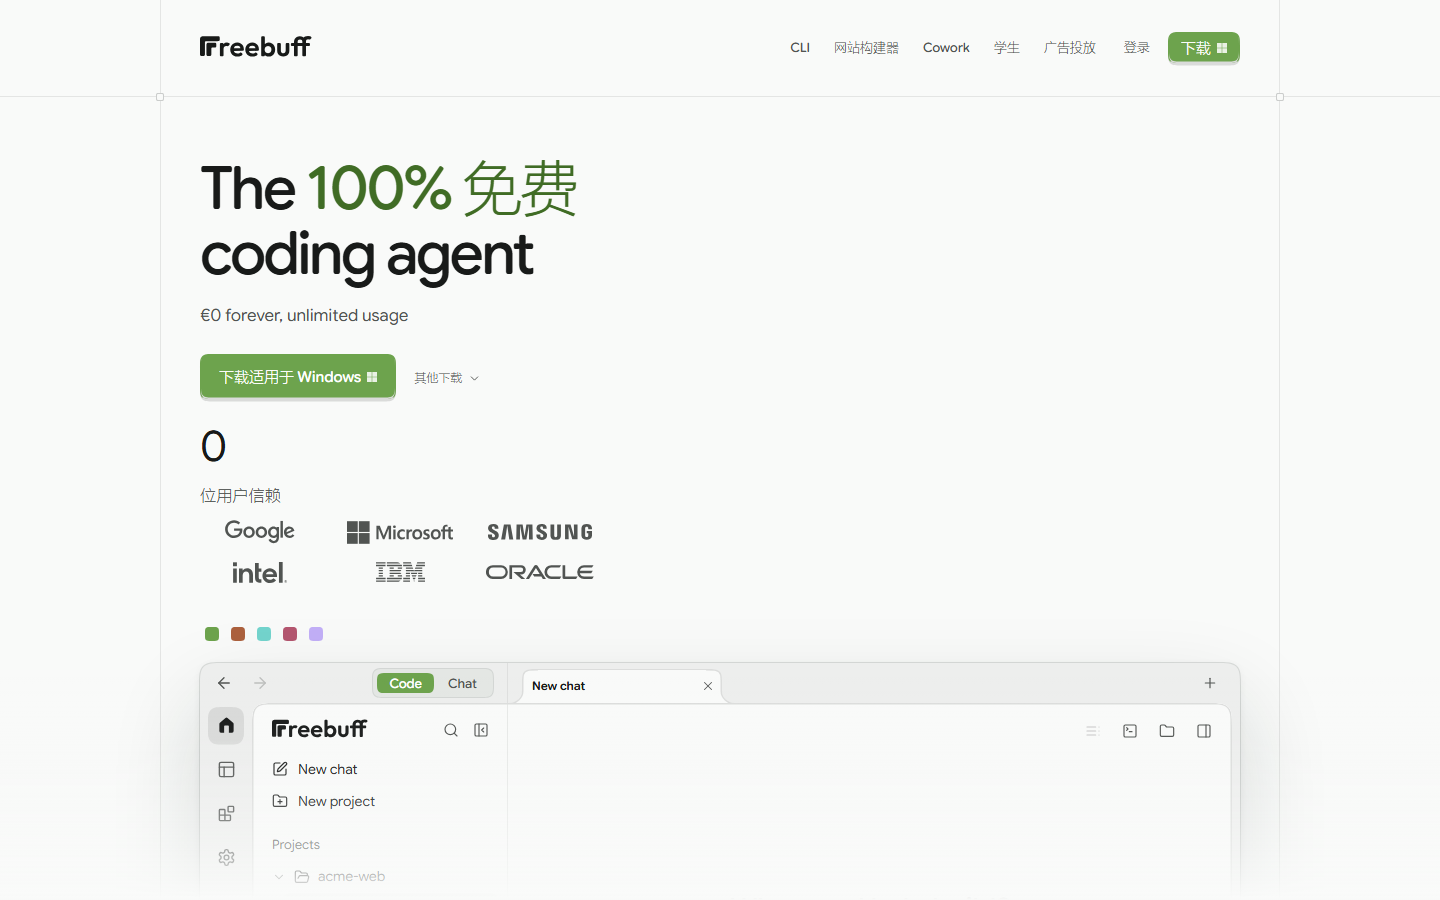 Freebuff
CLI 网站构建器 Cowork 学生 广告投放 登录 下载
The 100% 免费
coding agent
€0 forever, unlimited usage
下载适用于 Windows 其他下载
0
位用户信赖
Google Microsoft SAMSUNG
intel. IBM ORACLE
Code Chat New chat
Freebuff
New chat
New project
Projects
acme-web